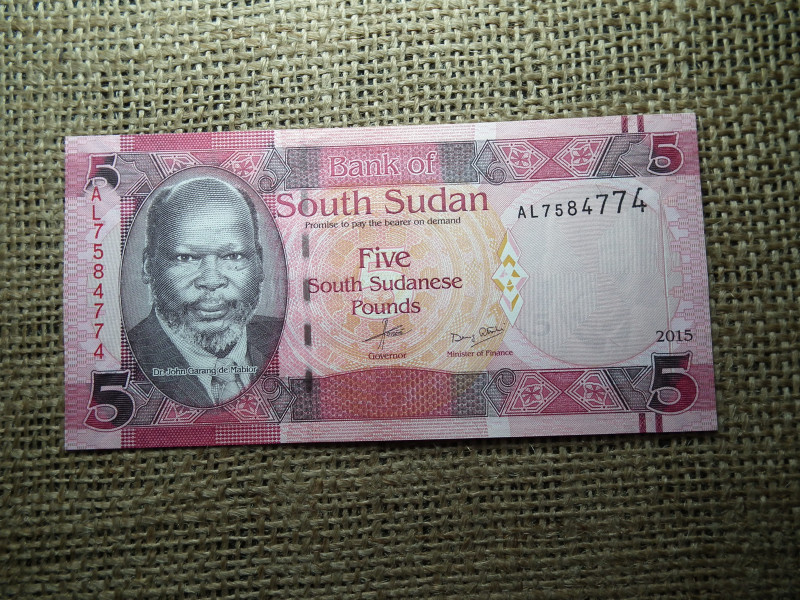 5
Bank of
5
South Sudan
Promise to pay the bearer on demand
AL7584774
AL7584774
Five
South Sudanese
Pounds
5
Governor
Minister of Finance
2015
Dr. John Garang de Mabior
5
5